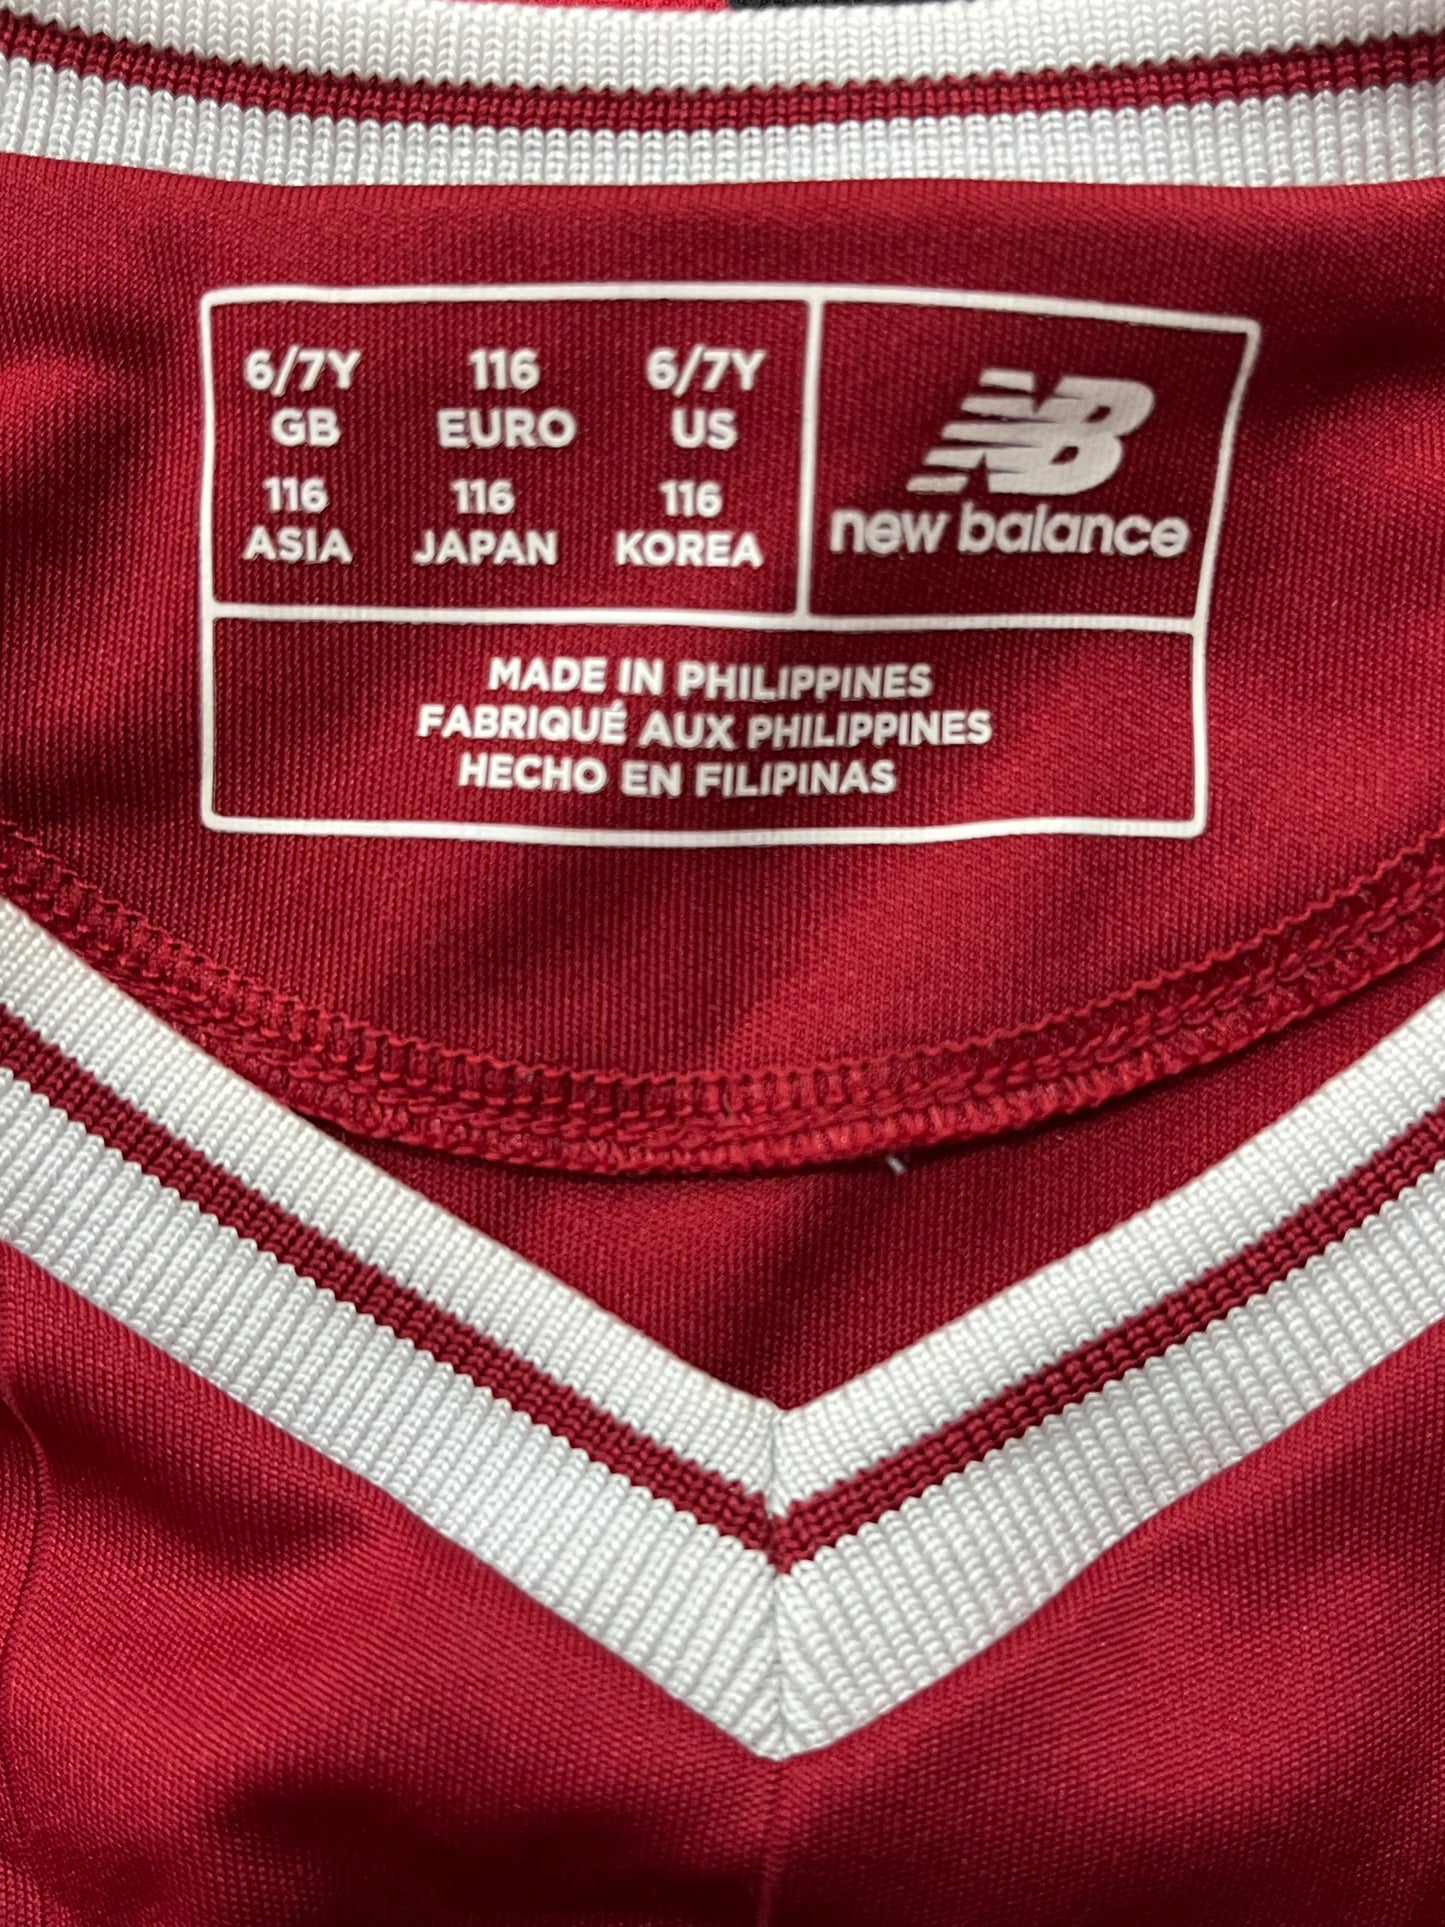 6/7Y 116 6/7Y
GB EURO US
116 116 116
ASIA JAPAN KOREA
NB
new balance
MADE IN PHILIPPINES
FABRIQUÉ AUX PHILIPPINES
HECHO EN FILIPINAS